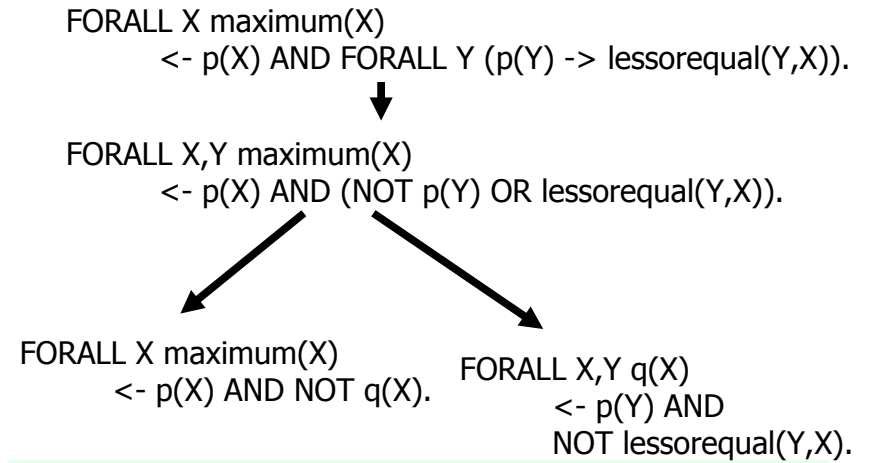 FORALL X maximum(X)
<- p(X) AND FORALL Y (p(Y) -> lessorequal(Y,X)).
FORALL X,Y maximum(X)
<- p(X) AND (NOT p(Y) OR lessorequal(Y,X)).
FORALL X maximum(X)
<- p(X) AND NOT q(X).
FORALL X,Y q(X)
<- p(Y) AND
NOT lessorequal(Y,X).